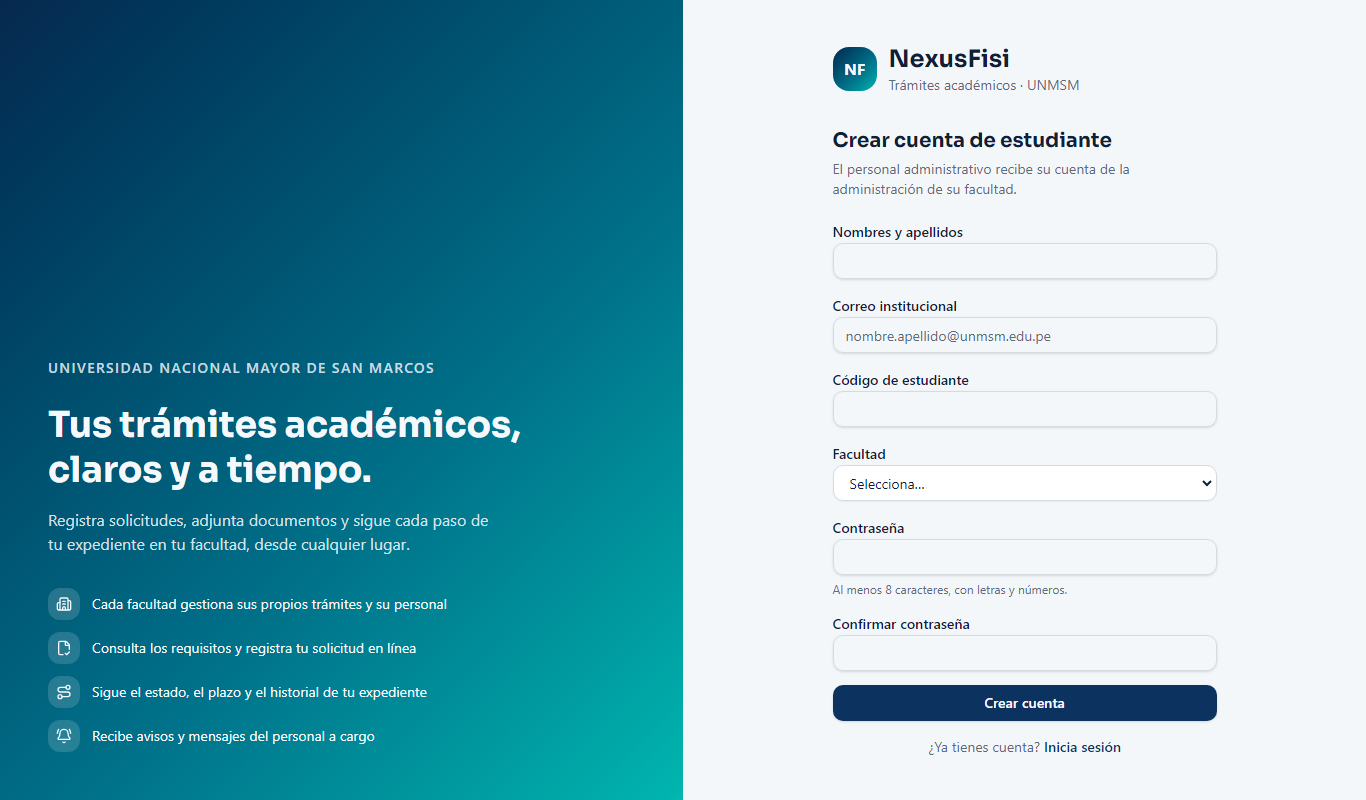 UNIVERSIDAD NACIONAL MAYOR DE SAN MARCOS
Tus trámites académicos,
claros y a tiempo.
Registra solicitudes, adjunta documentos y sigue cada paso de
tu expediente en tu facultad, desde cualquier lugar.
Cada facultad gestiona sus propios trámites y su personal
Consulta los requisitos y registra tu solicitud en línea
Sigue el estado, el plazo y el historial de tu expediente
Recibe avisos y mensajes del personal a cargo
NF
NexusFisi
Trámites académicos · UNMSM
Crear cuenta de estudiante
El personal administrativo recibe su cuenta de la
administración de su facultad.
Nombres y apellidos
Correo institucional
nombre.apellido@unmsm.edu.pe
Código de estudiante
Facultad
Selecciona...
Contraseña
Al menos 8 caracteres, con letras y números.
Confirmar contraseña
Crear cuenta
¿Ya tienes cuenta? Inicia sesión